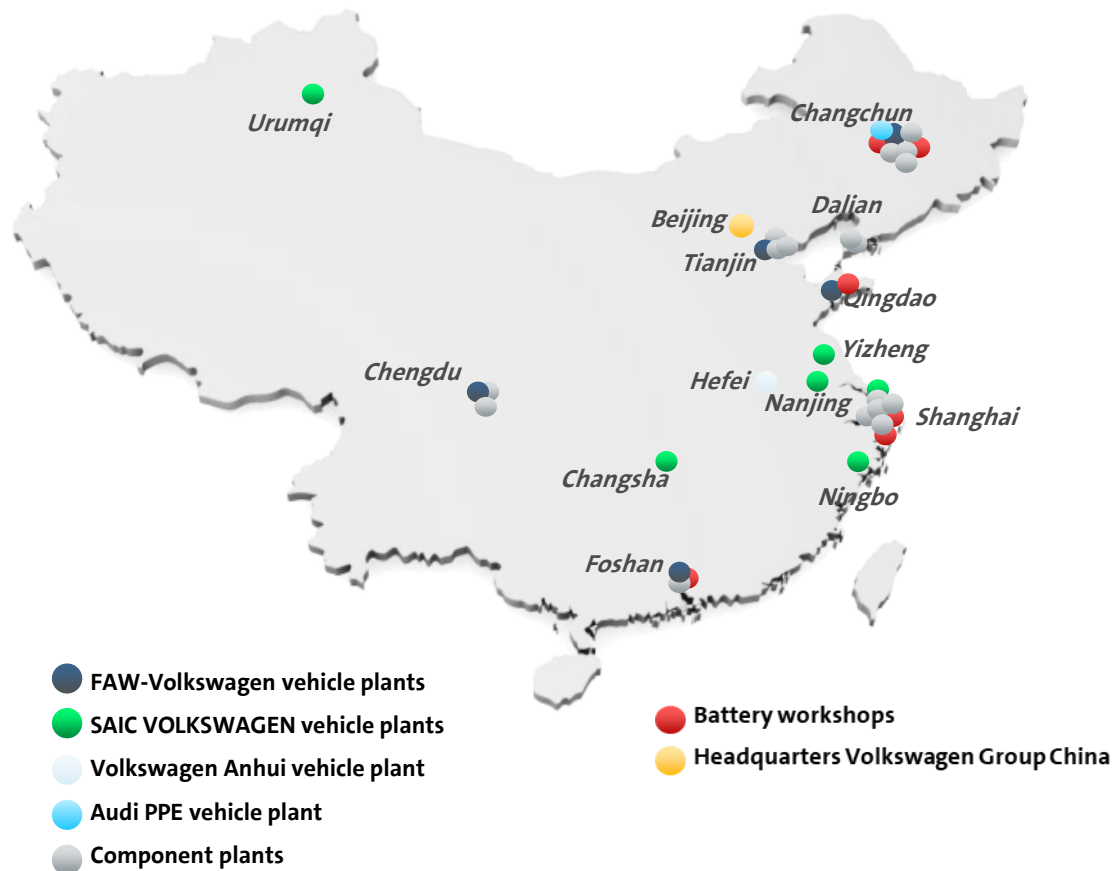 Urumqi
Changchun
Dalian
Beijing
Tianjin
Qingdao
Yizheng
Chengdu
Hefei
Nanjing
Shanghai
Changsha
Ningbo
Foshan
FAW-Volkswagen vehicle plants
SAIC VOLKSWAGEN vehicle plants
Volkswagen Anhui vehicle plant
Audi PPE vehicle plant
Component plants
Battery workshops
Headquarters Volkswagen Group China